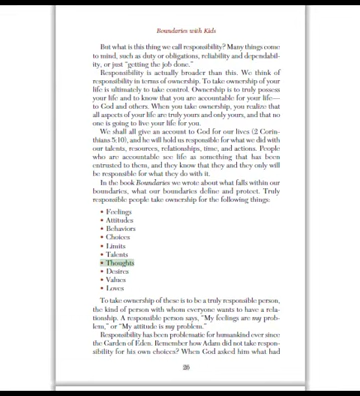 Boundaries with Kids
But what is this thing we call responsibility? Many things come
to mind, such as duty or obligations, reliability and dependabil-
ity, or just "getting the job done."
Responsibility is actually broader than this. We think of
responsibility in terms of ownership. To take ownership of your
life is ultimately to take control. Ownership is to truly possess
your life and to know that you are accountable for your life—
to God and others. When you take ownership, you realize that
all aspects of your life are truly yours and only yours, and that no
one is going to live your life for you.
We shall all give an account to God for our lives (2 Corin-
thians 5:10), and he will hold us responsible for what we did with
our talents, resources, relationships, time, and actions. People
who are accountable see life as something that has been
entrusted to them, and they know that they and they only will
be responsible for what they do with it.
In the book Boundaries we wrote about what falls within our
boundaries, what our boundaries define and protect. Truly
responsible people take ownership for the following things:
• Feelings
• Attitudes
• Behaviors
• Choices
• Limits
• Talents
• Thoughts
• Desires
• Values
• Loves
To take ownership of these is to be a truly responsible person,
the kind of person with whom everyone wants to have a rela-
tionship. A responsible person says, "My feelings are my prob-
lem," or "My attitude is my problem."
Responsibility has been problematic for humankind ever since
the Garden of Eden. Remember how Adam did not take respon-
sibility for his own choices? When God asked him what had
26